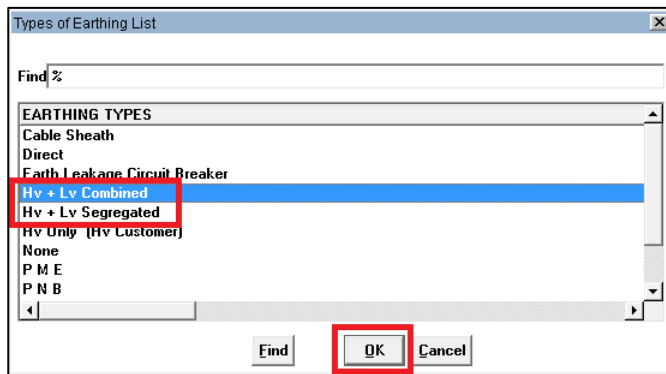 Types of Earthing List
Find %
EARTHING TYPES
Cable Sheath
Direct
Earth Leakage Circuit Breaker
Hv + Lv Combined
Hv + Lv Segregated
Hv Only (Hv Customer)
None
P M E
P N B
Find OK Cancel